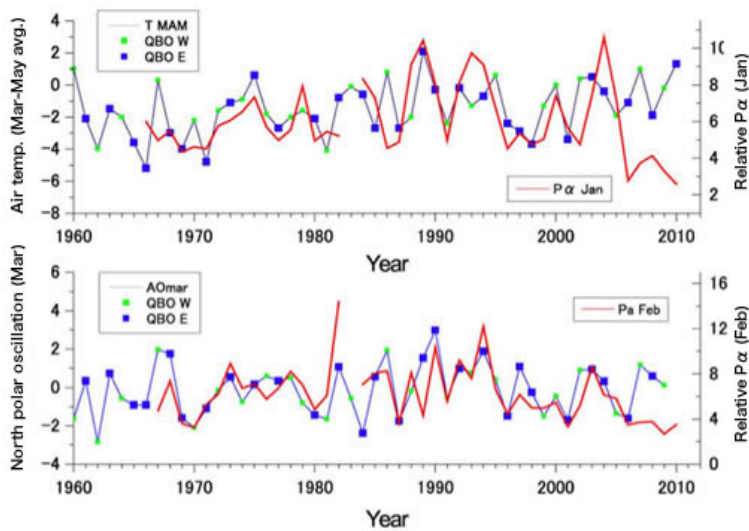 Air temp. (Mar-May avg.)
4
2
0
-2
-4
-6
-8
T MAM
QBO W
QBO E
Pα Jan
10
8
6
4
2
Relative Pα (Jan)
1960
1970
1980
1990
2000
2010
Year
North polar oscillation (Mar)
6
4
2
0
-2
-4
AOmar
QBO W
QBO E
Pa Feb
16
12
8
4
0
Relative Pα (Feb)
1960
1970
1980
1990
2000
2010
Year